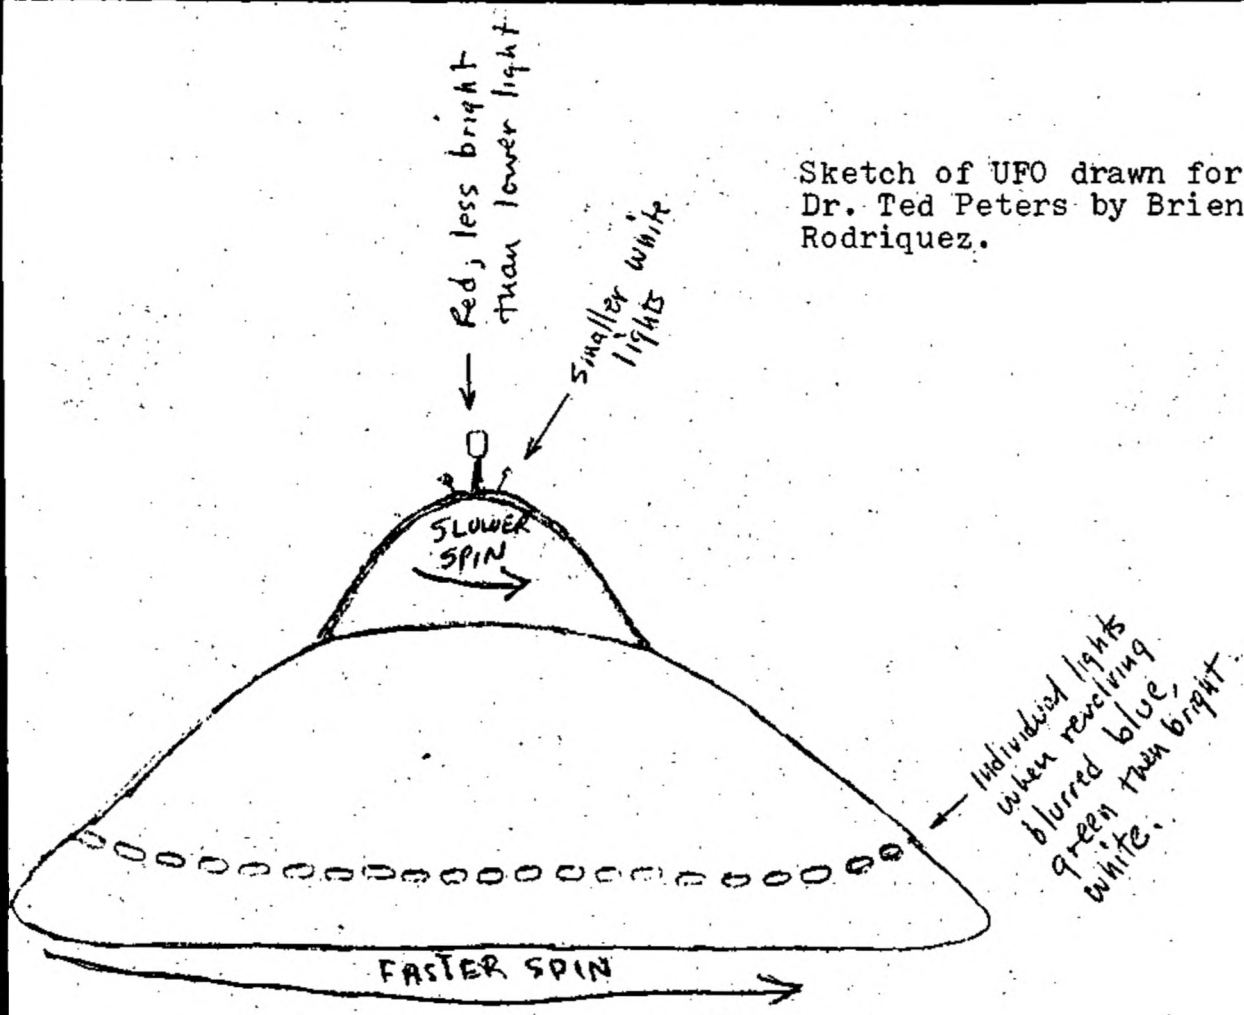 Red, less bright
than lower light
Sketch of UFO drawn for
Dr. Ted Peters by Brien
Rodriquez.
smaller white
lights
SLOWER
SPIN
Individual lights
when revolving
blurred blue,
green then bright
white.
FASTER SPIN